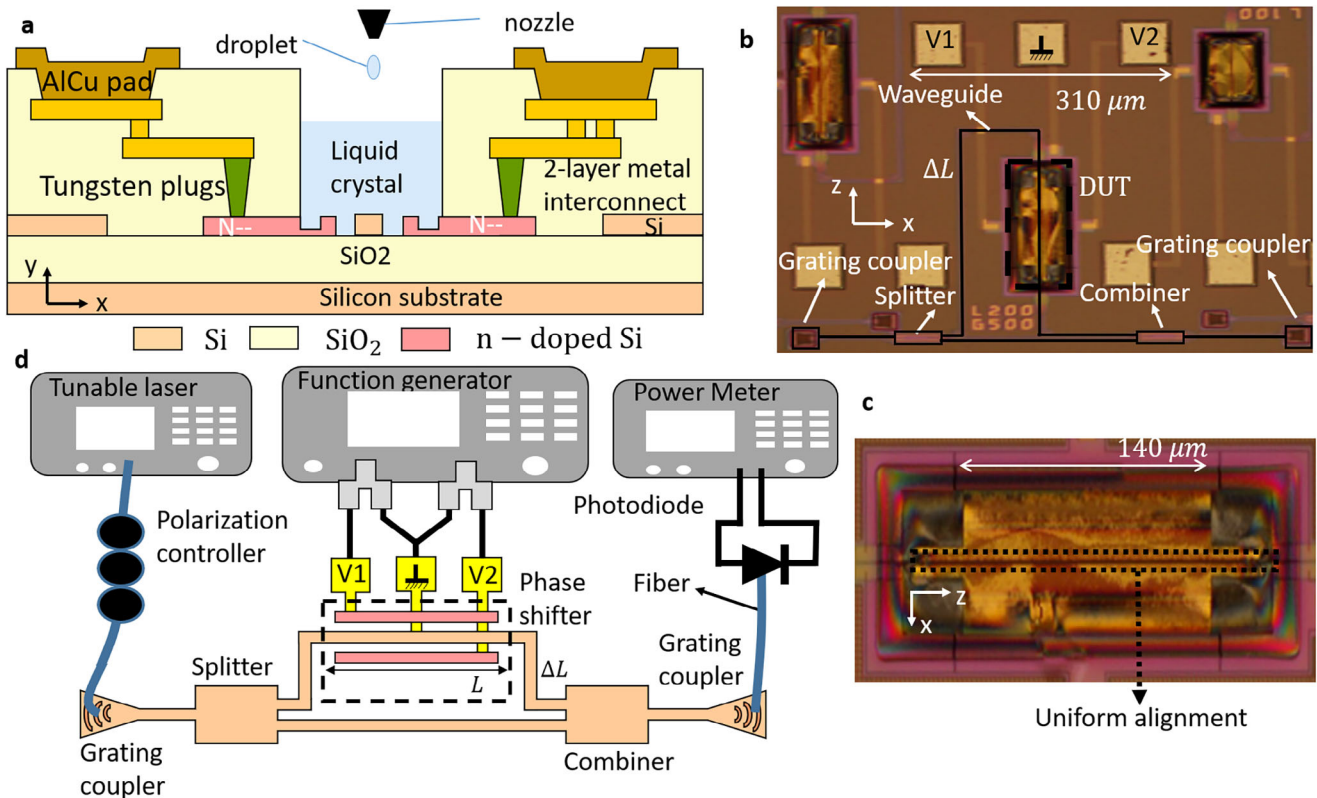 a
nozzle
droplet
AlCu pad
Liquid
crystal
Tungsten plugs
2-layer metal
interconnect
N--
N--
Si
SiO2
y
x
Silicon substrate
Si
SiO₂
n − doped Si
b
V1
V2
L100
310 μm
Waveguide
ΔL
DUT
z
x
Grating coupler
Grating coupler
Splitter
Combiner
L200
G500
c
140 μm
z
x
Uniform alignment
d
Tunable laser
Function generator
Power Meter
Polarization
controller
Photodiode
V1
V2
Phase
shifter
Fiber
Splitter
ΔL
L
Grating
coupler
Grating
coupler
Combiner